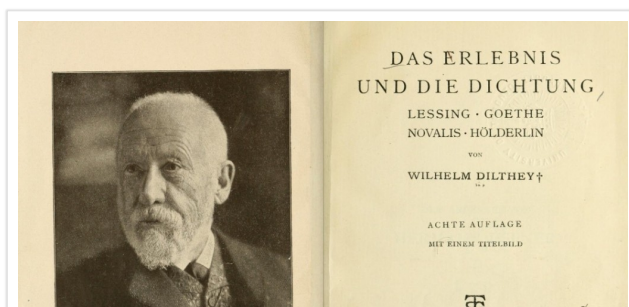 DAS ERLEBNIS
UND DIE DICHTUNG
LESSING · GOETHE
NOVALIS · HÖLDERLIN
VON
WILHELM DILTHEY†
ACHTE AUFLAGE
MIT EINEM TITELBILD